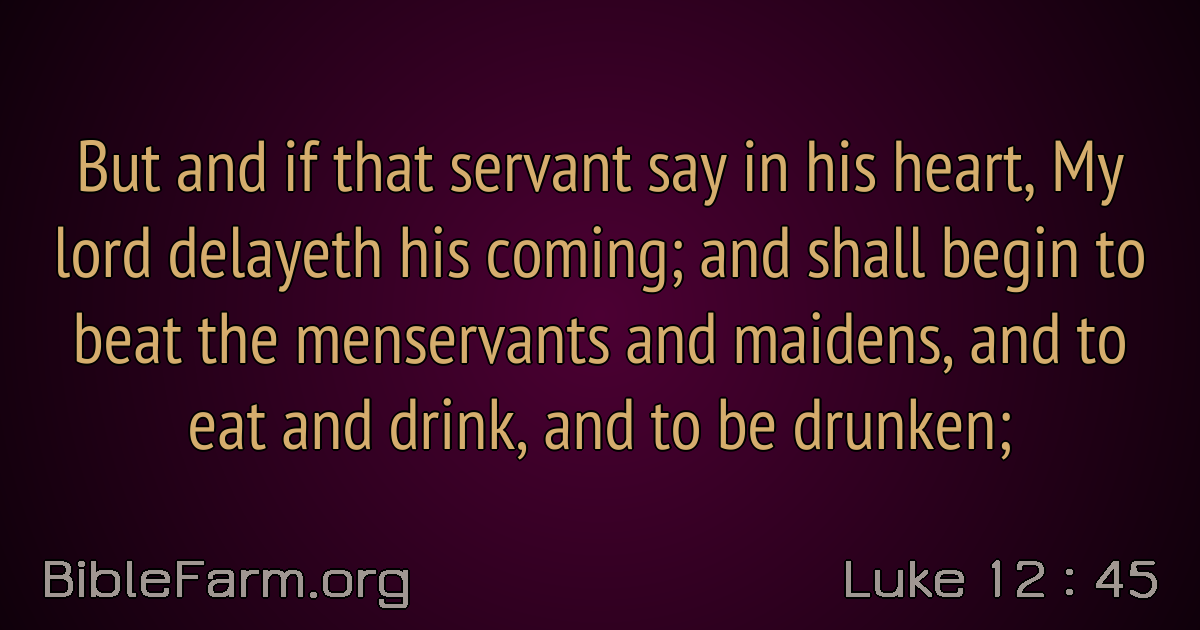 But and if that servant say in his heart, My
lord delayeth his coming; and shall begin to
beat the menservants and maidens, and to
eat and drink, and to be drunken;
BibleFarm.org
Luke 12 : 45